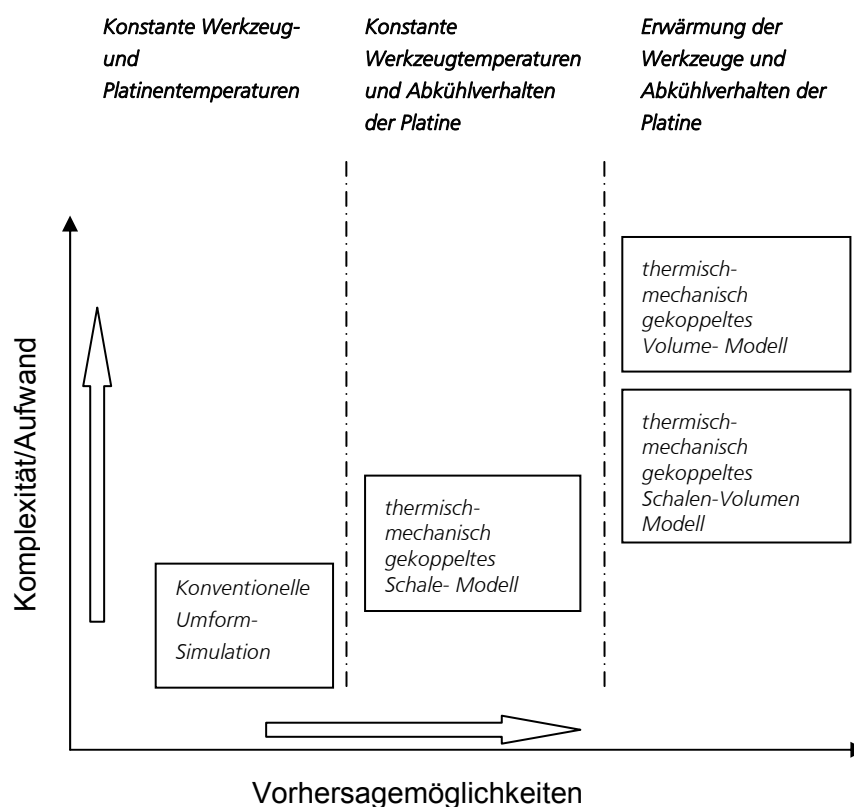 Konstante Werkzeug-
und
Platinentemperaturen
Konstante
Werkzeugtemperaturen
und Abkühlverhalten
der Platine
Erwärmung der
Werkzeuge und
Abkühlverhalten der
Platine
Komplexität/Aufwand
thermisch-
mechanisch
gekoppeltes
Volume- Modell
thermisch-
mechanisch
gekoppeltes
Schalen-Volumen
Modell
thermisch-
mechanisch
gekoppeltes
Schale- Modell
Konventionelle
Umform-
Simulation
Vorhersagemöglichkeiten